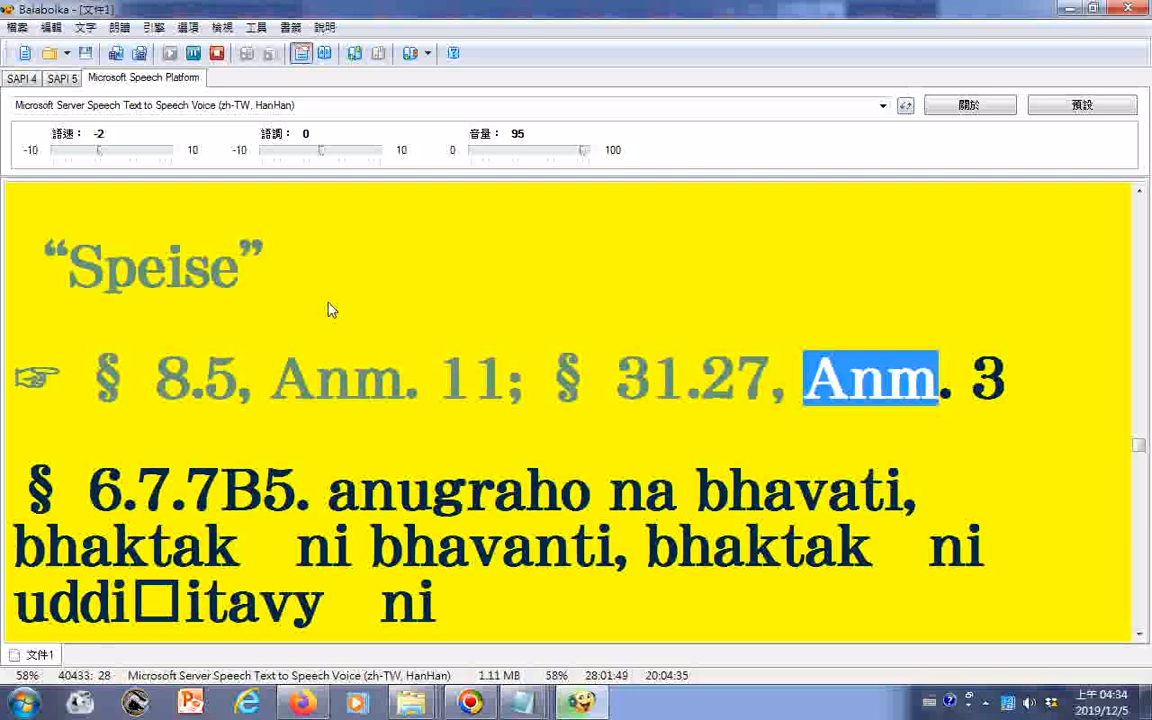 Balabolka - [文件1]
檔案 編輯 文字 朗讀 引擎 選項 檢視 工具 書籤 說明
SAPI 4 SAPI 5 Microsoft Speech Platform
Microsoft Server Speech Text to Speech Voice (zh-TW, HanHan) 關於 預設
語速： -2 語調： 0 音量： 95
-10 10 -10 10 0 100
“Speise”
☞ § 8.5, Anm. 11; § 31.27, Anm. 3
§ 6.7.7B5. anugraho na bhavati,
bhaktak ni bhavanti, bhaktak ni
uddi□itavy ni
文件1
58% 40433: 28 Microsoft Server Speech Text to Speech Voice (zh-TW, HanHan) 1.11 MB 58% 28:01:49 20:04:35
上午 04:34
2019/12/5